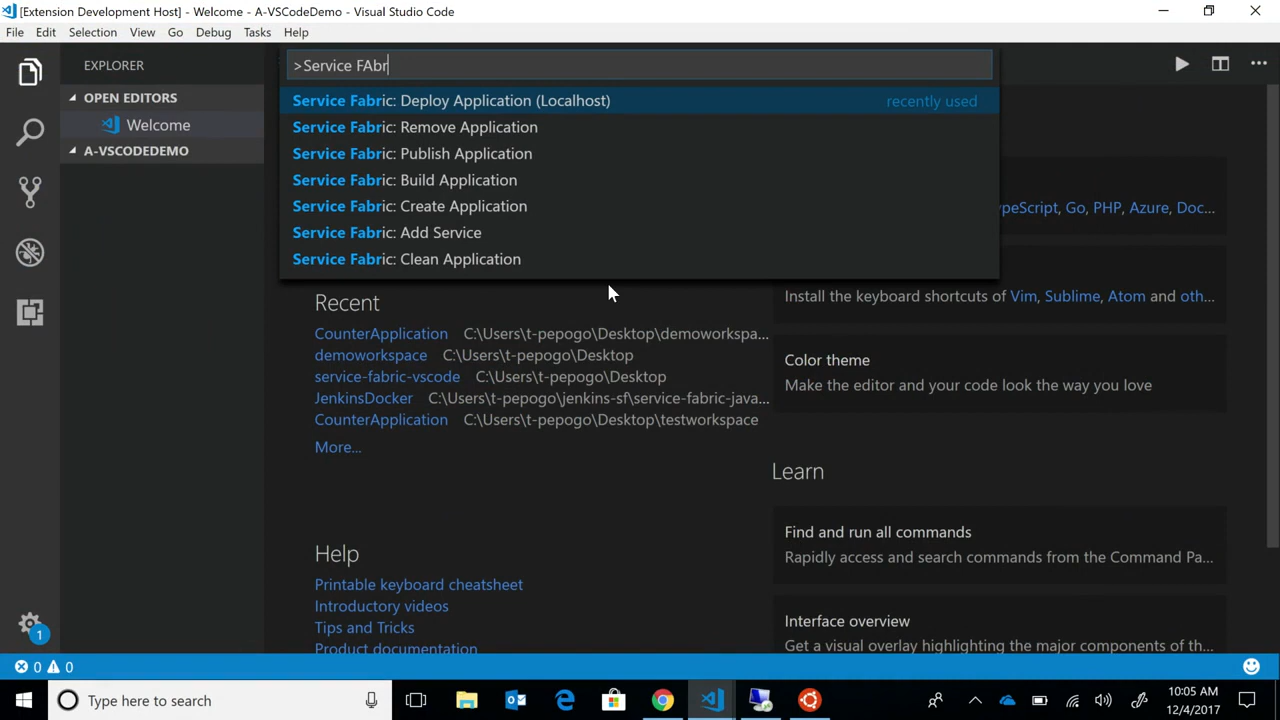 [Extension Development Host] - Welcome - A-VSCodeDemo - Visual Studio Code
File Edit Selection View Go Debug Tasks Help
EXPLORER
OPEN EDITORS
Welcome
A-VSCODEDEMO
>Service FAbr
Service Fabric: Deploy Application (Localhost) recently used
Service Fabric: Remove Application
Service Fabric: Publish Application
Service Fabric: Build Application
Service Fabric: Create Application
Service Fabric: Add Service
Service Fabric: Clean Application
Recent
CounterApplication C:\Users\t-pepogo\Desktop\demoworkspa...
demoworkspace C:\Users\t-pepogo\Desktop
service-fabric-vscode C:\Users\t-pepogo\Desktop
JenkinsDocker C:\Users\t-pepogo\jenkins-sf\service-fabric-java...
CounterApplication C:\Users\t-pepogo\Desktop\testworkspace
More...
Help
Printable keyboard cheatsheet
Introductory videos
Tips and Tricks
Product documentation
ypeScript, Go, PHP, Azure, Doc...
Install the keyboard shortcuts of Vim, Sublime, Atom and oth...
Color theme
Make the editor and your code look the way you love
Learn
Find and run all commands
Rapidly access and search commands from the Command Pa...
Interface overview
Get a visual overlay highlighting the major components of th...
1
0 0
Type here to search
10:05 AM
12/4/2017